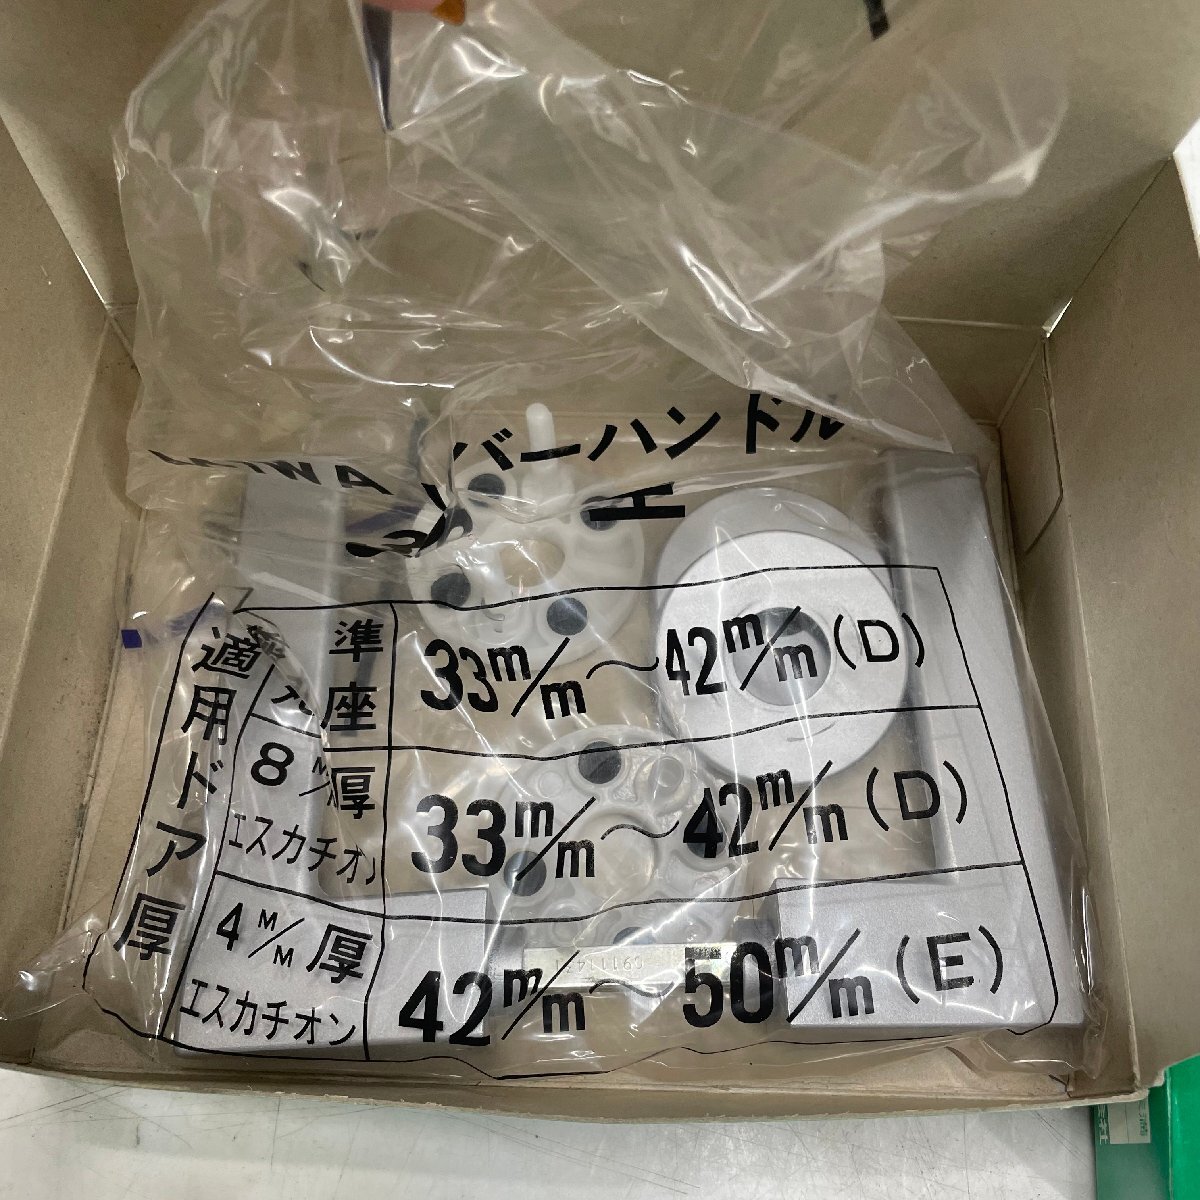 バーハンドル
適用ドア厚
準座
33m/m～42m/m(D)
8M/M厚
エスカチオン
33m/m～42m/m(D)
4M/M厚
エスカチオン
42m/m～50m/m(E)